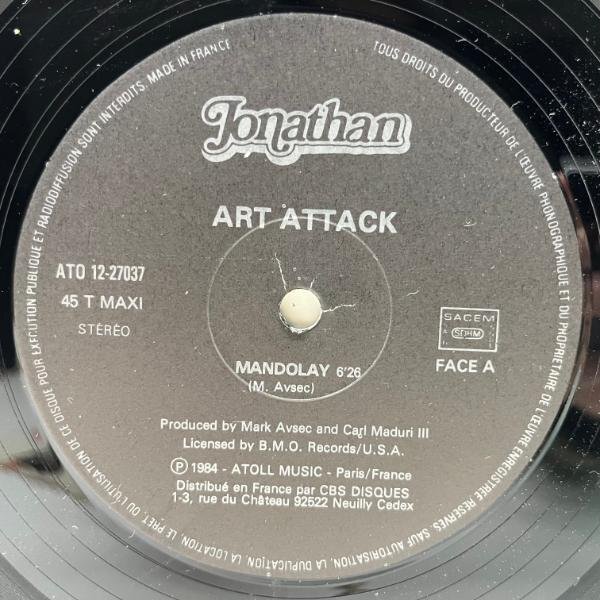 TOUS DROITS DU PRODUCTEUR DE L'ŒUVRE PHONOGRAPHIQUE ET DU PROPRIETAIRE DE L'ŒUVRE ENREGISTREE RESERVES. SAUF AUTORISATION, LA DUPLICATION, LA LOCATION, LE PRET, OU L'UTILISATION DE CE DISQUE POUR EXECUTION PUBLIQUE ET RADIODIFFUSION SONT INTERDITS. MADE IN FRANCE
Jonathan
ART ATTACK
ATO 12-27037
45 T MAXI
STÉRÉO
SACEM
SDRM
FACE A
MANDOLAY 6'26
(M. Avsec)
Produced by Mark Avsec and Carl Maduri III
Licensed by B.M.O. Records/U.S.A.
Ⓟ 1984 - ATOLL MUSIC - Paris/France
Distribué en France par CBS DISQUES
1-3, rue du Château 92522 Neuilly Cedex